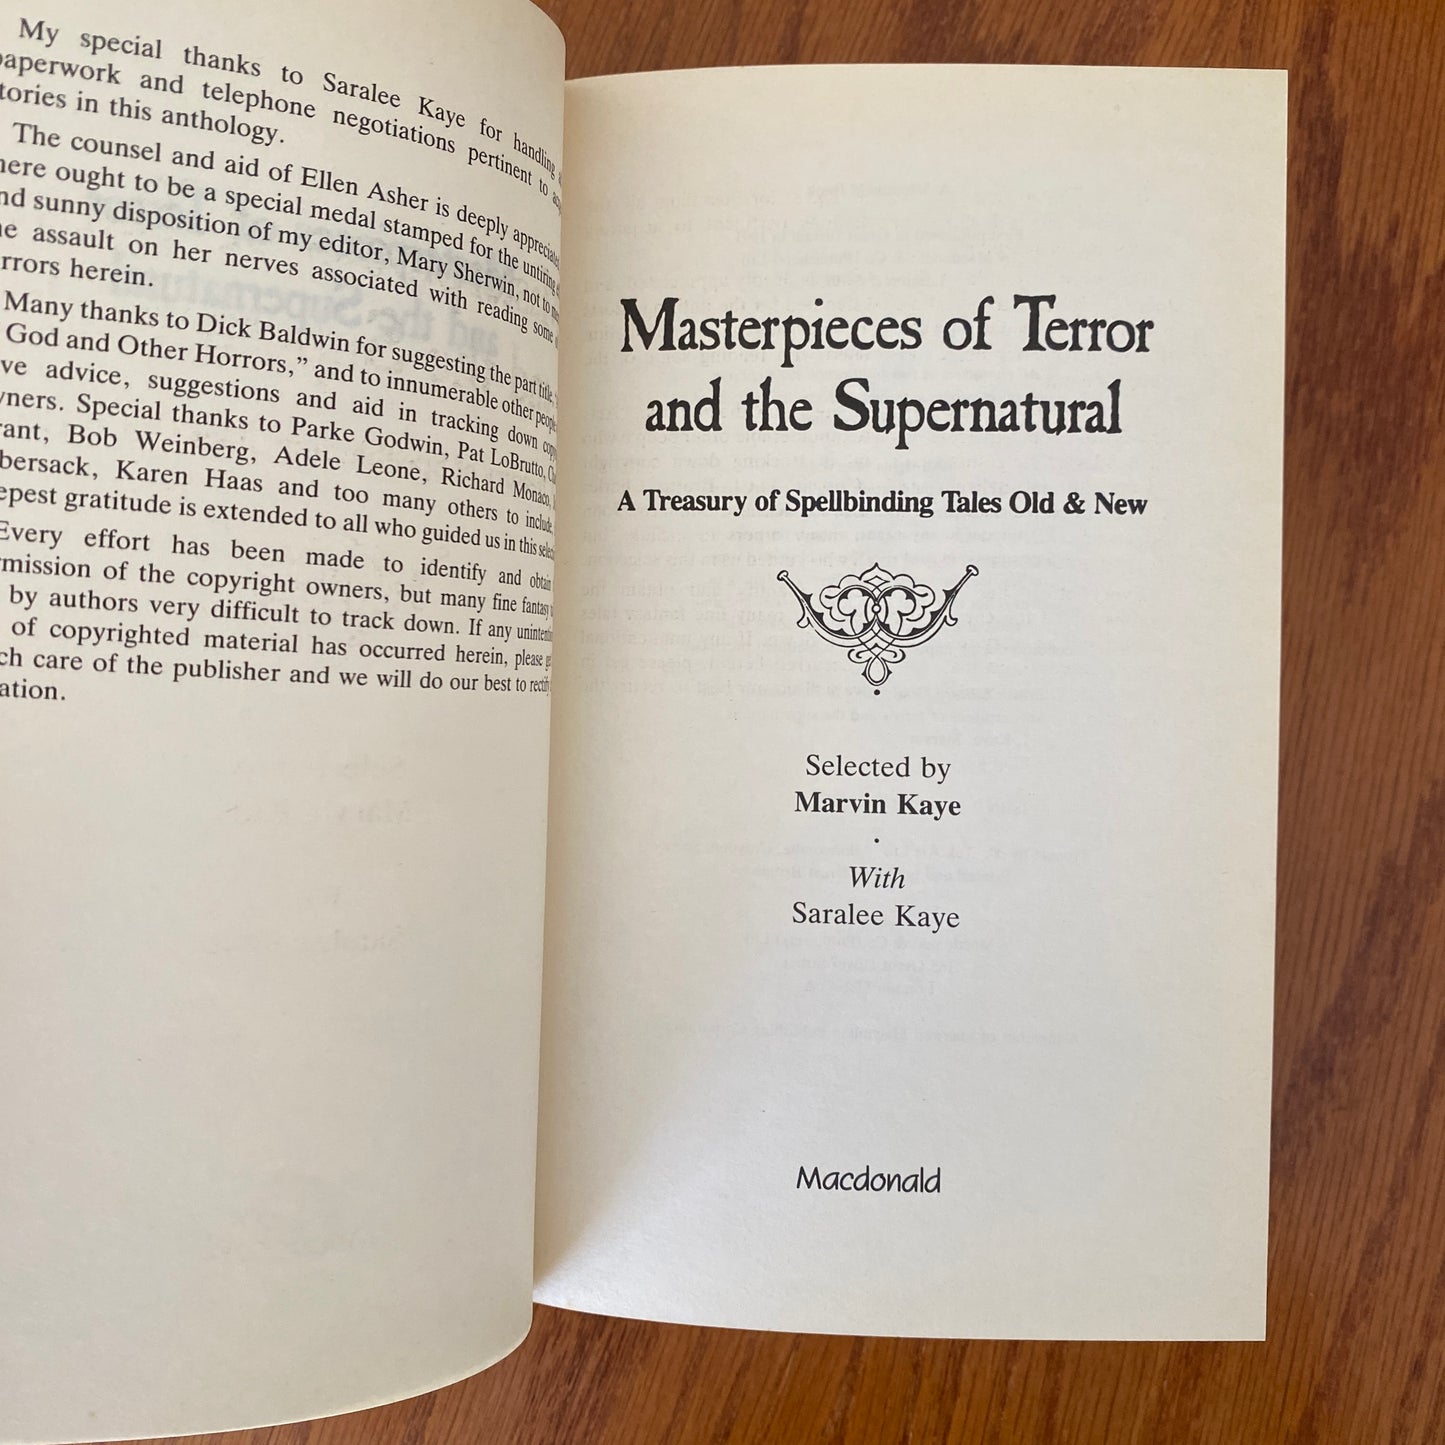 My special thanks to Saralee Kaye for handling
paperwork and telephone negotiations pertinent to
tories in this anthology.
The counsel and aid of Ellen Asher is deeply appreciated
here ought to be a special medal stamped for the untiring
nd sunny disposition of my editor, Mary Sherwin, not to
he assault on her nerves associated with reading some
rrors herein.
Many thanks to Dick Baldwin for suggesting the part title,
God and Other Horrors,” and to innumerable other people
ve advice, suggestions and aid in tracking down
wners. Special thanks to Parke Godwin, Pat LoBrutto,
rant, Bob Weinberg, Adele Leone, Richard Monaco,
bersack, Karen Haas and too many others to include.
epest gratitude is extended to all who guided us in this
Every effort has been made to identify and obtain
rmission of the copyright owners, but many fine fantasy
by authors very difficult to track down. If any
of copyrighted material has occurred herein, please
ch care of the publisher and we will do our best to rectify
ation.
Masterpieces of Terror
and the Supernatural
A Treasury of Spellbinding Tales Old & New
Selected by
Marvin Kaye
·
With
Saralee Kaye
Macdonald